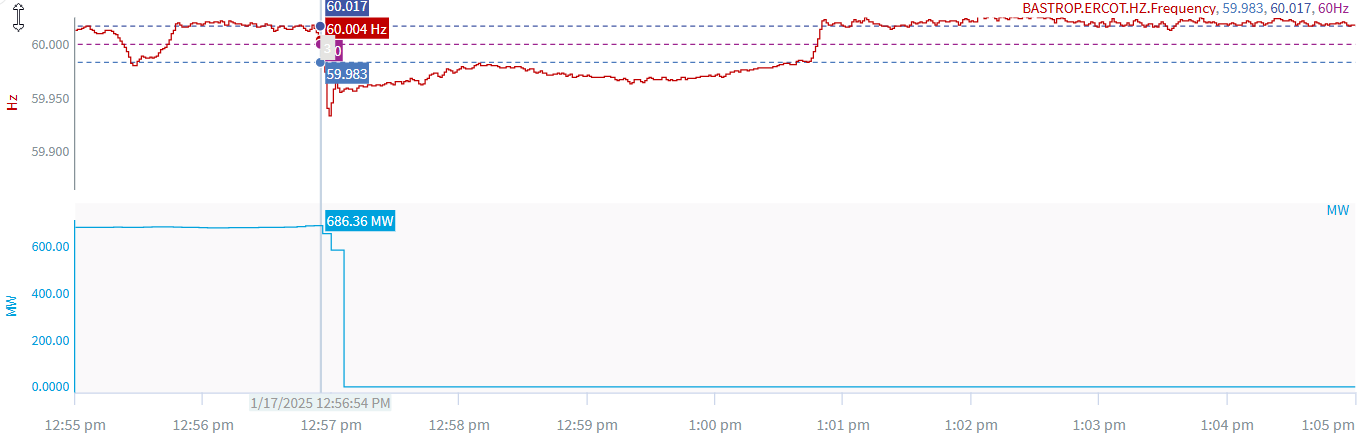 60.017
BASTROP.ERCOT.HZ.Frequency, 59.983, 60.017, 60Hz
60.004 Hz
60.000
3
0
59.983
59.950
Hz
59.900
MW
686.36 MW
600.00
400.00
MW
200.00
0.0000
1/17/2025 12:56:54 PM
12:55 pm 12:56 pm 12:57 pm 12:58 pm 12:59 pm 1:00 pm 1:01 pm 1:02 pm 1:03 pm 1:04 pm 1:05 pm